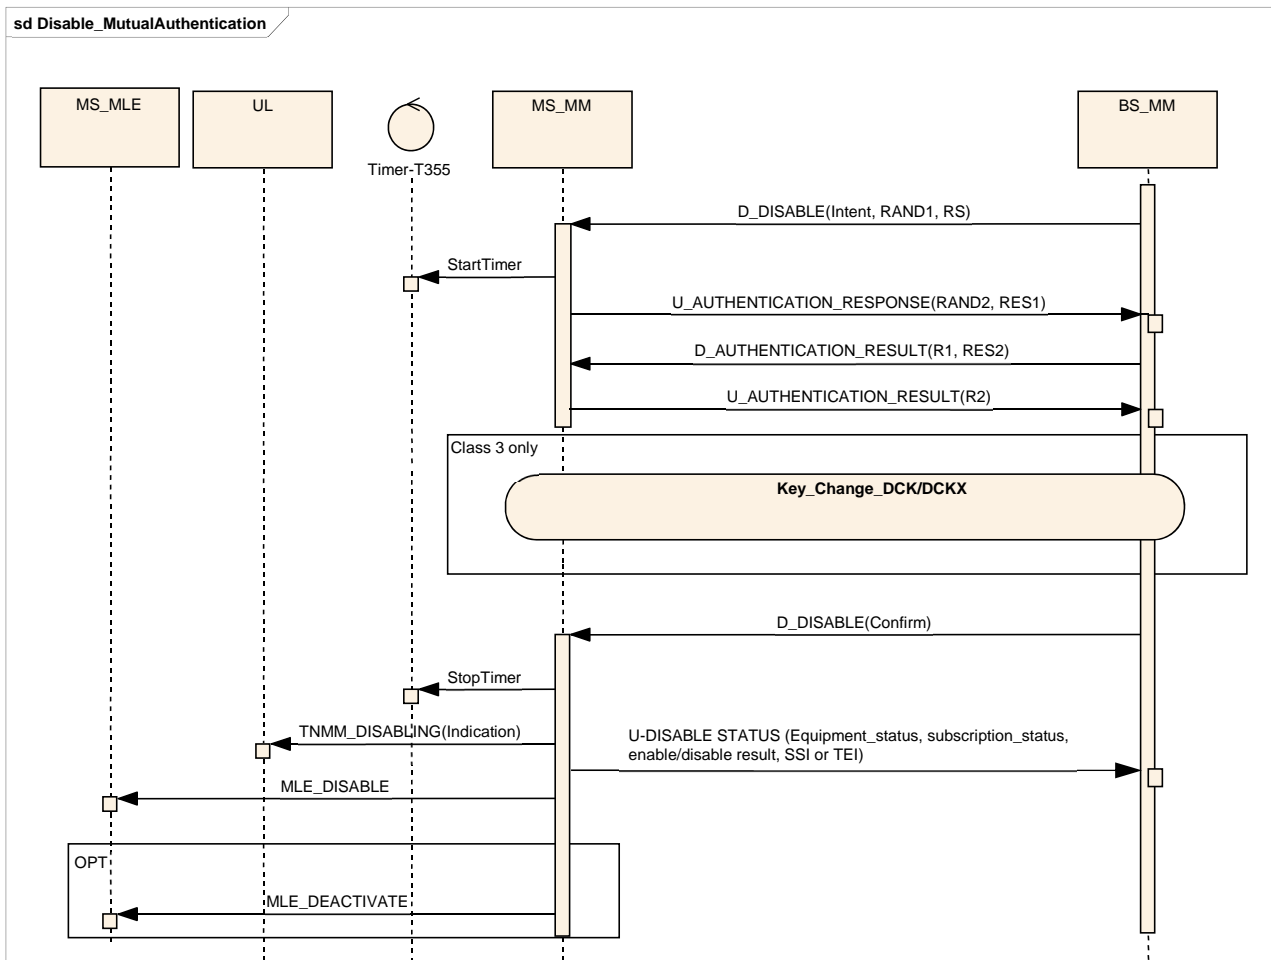 sd Disable_MutualAuthentication
MS_MLE
UL
MS_MM
BS_MM
Timer-T355
D_DISABLE(Intent, RAND1, RS)
StartTimer
U_AUTHENTICATION_RESPONSE(RAND2, RES1)
D_AUTHENTICATION_RESULT(R1, RES2)
U_AUTHENTICATION_RESULT(R2)
Class 3 only
Key_Change_DCK/DCKX
D_DISABLE(Confirm)
StopTimer
TNMM_DISABLING(Indication)
U-DISABLE STATUS (Equipment_status, subscription_status,
enable/disable result, SSI or TEI)
MLE_DISABLE
OPT
MLE_DEACTIVATE